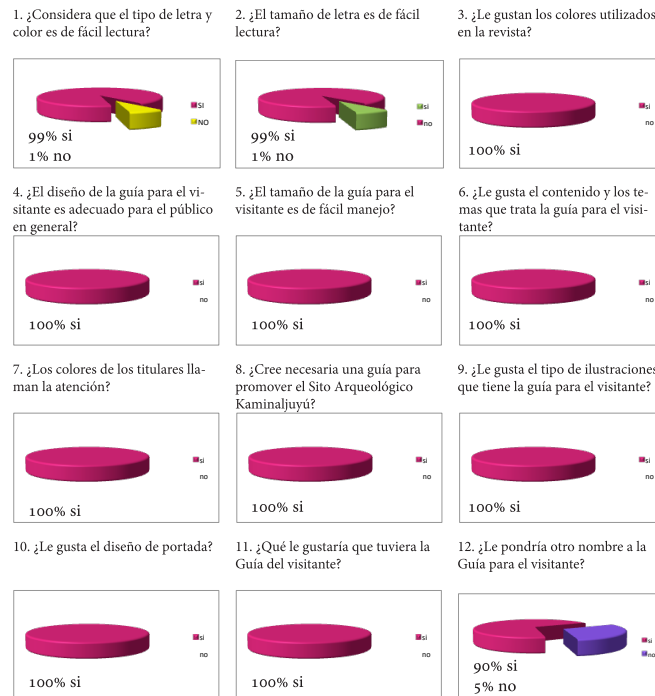 1. ¿Considera que el tipo de letra y
color es de fácil lectura?
SI
NO
99% si
1% no
2. ¿El tamaño de letra es de fácil
lectura?
si
no
99% si
1% no
3. ¿Le gustan los colores utilizados
en la revista?
si
no
100% si
4. ¿El diseño de la guía para el vi-
sitante es adecuado para el público
en general?
si
no
100% si
5. ¿El tamaño de la guía para el
visitante es de fácil manejo?
si
no
100% si
6. ¿Le gusta el contenido y los te-
mas que trata la guía para el visi-
tante?
si
no
100% si
7. ¿Los colores de los titulares lla-
man la atención?
si
no
100% si
8. ¿Cree necesaria una guía para
promover el Sito Arqueológico
Kaminaljuyú?
si
no
100% si
9. ¿Le gusta el tipo de ilustraciones
que tiene la guía para el visitante?
si
no
100% si
10. ¿Le gusta el diseño de portada?
si
no
100% si
11. ¿Qué le gustaría que tuviera la
Guía del visitante?
si
no
100% si
12. ¿Le pondría otro nombre a la
Guía para el visitante?
si
no
90% si
5% no